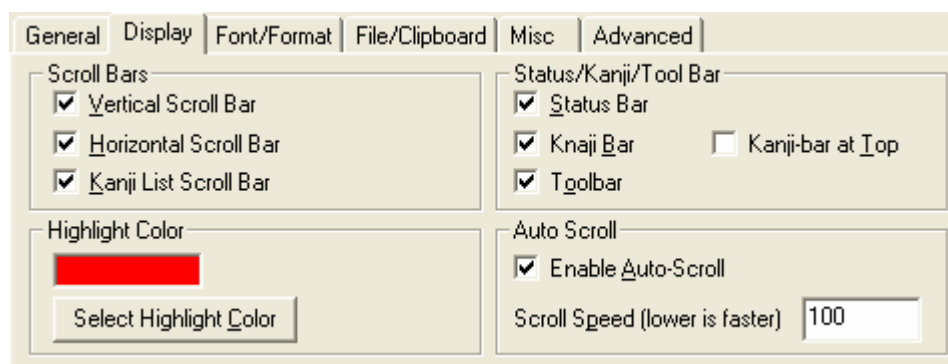 General Display Font/Format File/Clipboard Misc Advanced
Scroll Bars
Vertical Scroll Bar
Horizontal Scroll Bar
Kanji List Scroll Bar
Status/Kanji/Tool Bar
Status Bar
Knaji Bar Kanji-bar at Top
Toolbar
Highlight Color
Select Highlight Color
Auto Scroll
Enable Auto-Scroll
Scroll Speed (lower is faster) 100